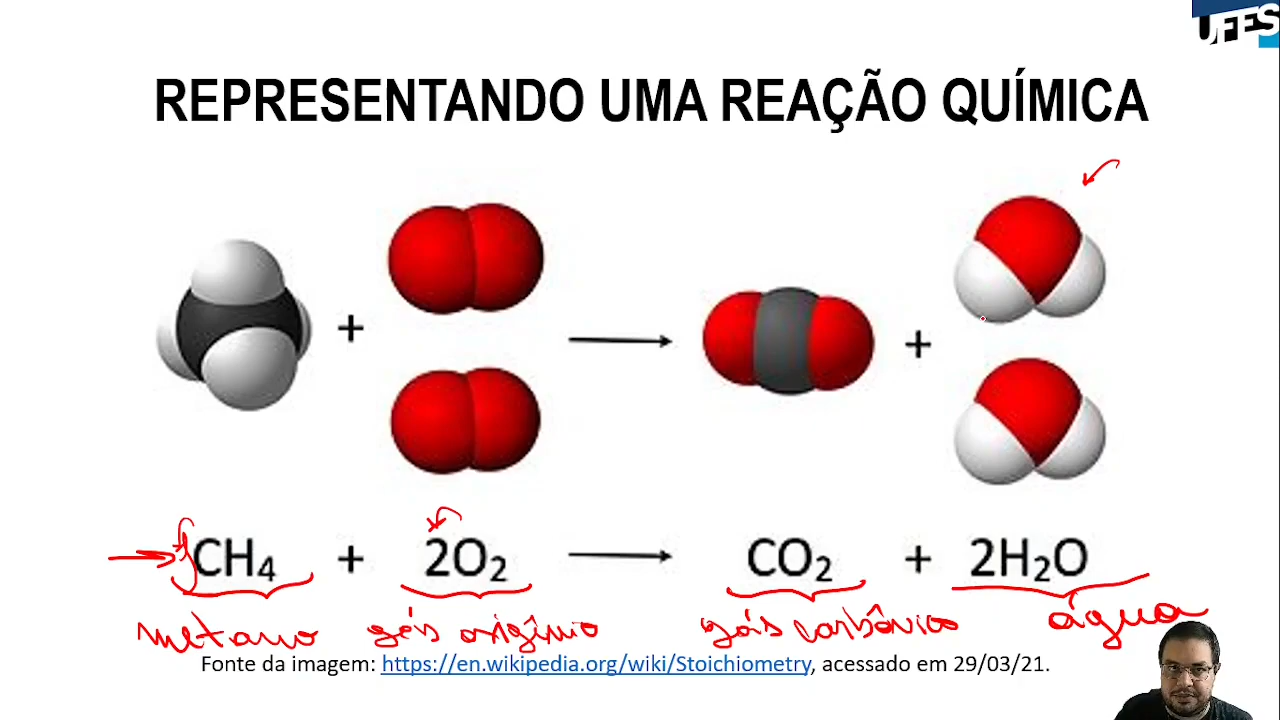 UFES
REPRESENTANDO UMA REAÇÃO QUÍMICA
+ +
CH₄ + 2O₂ → CO₂ + 2H₂O
metano gás oxigênio gás carbônico água
Fonte da imagem: https://en.wikipedia.org/wiki/Stoichiometry, acessado em 29/03/21.